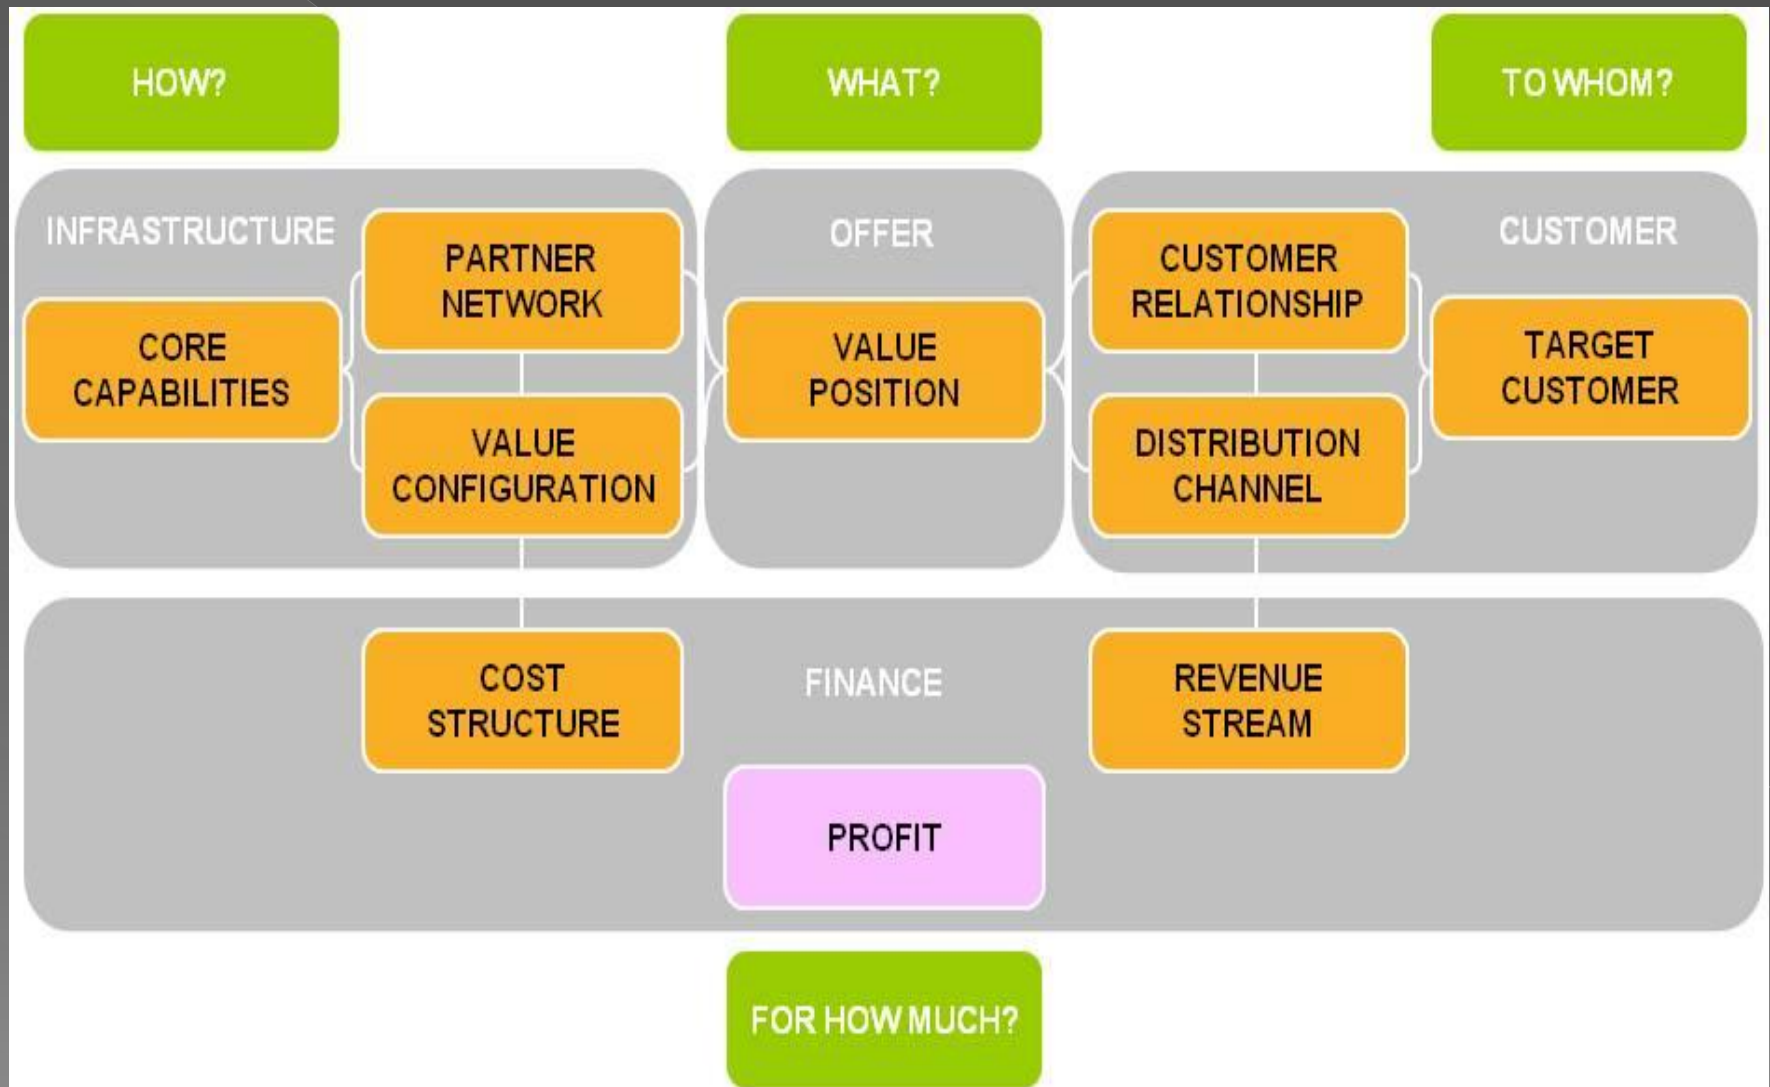 HOW?
WHAT?
TO WHOM?
INFRASTRUCTURE
CORE
CAPABILITIES
PARTNER
NETWORK
VALUE
CONFIGURATION
OFFER
VALUE
POSITION
CUSTOMER
CUSTOMER
RELATIONSHIP
DISTRIBUTION
CHANNEL
TARGET
CUSTOMER
FINANCE
COST
STRUCTURE
REVENUE
STREAM
PROFIT
FOR HOW MUCH?